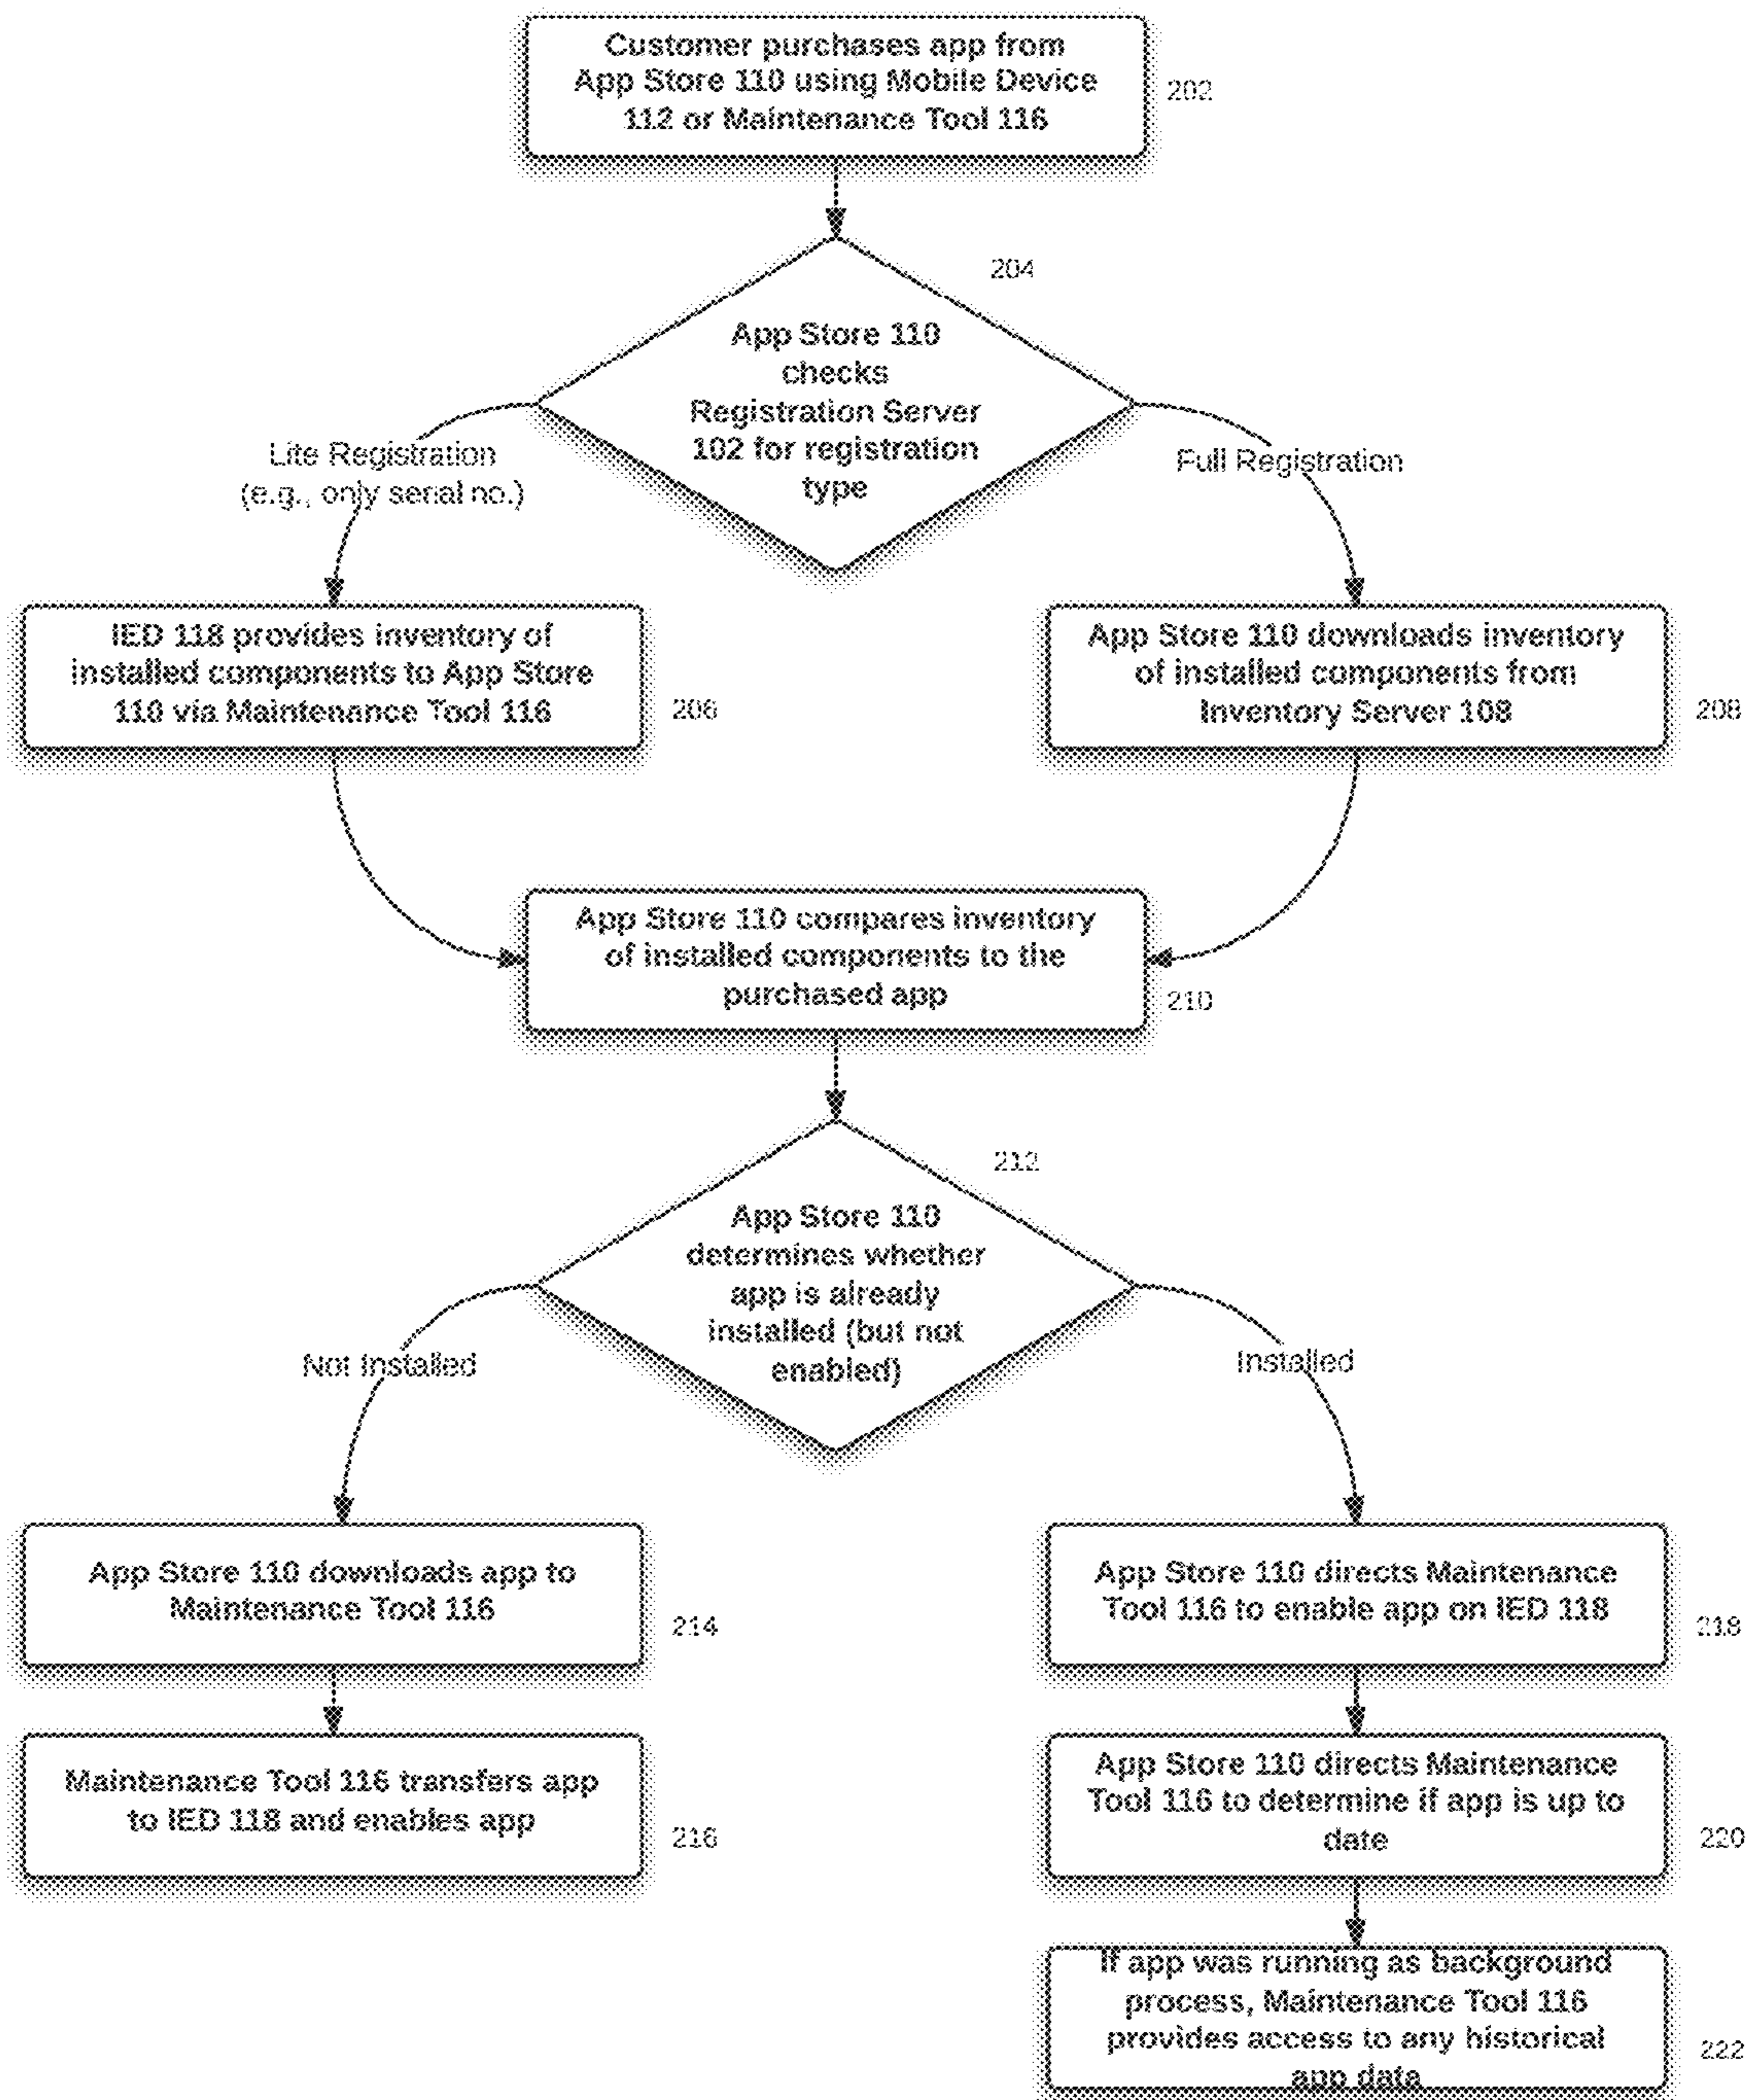 Customer purchases app from
App Store 110 using Mobile Device
112 or Maintenance Tool 116
202
204
App Store 110
checks
Registration Server
102 for registration
type
Lite Registration
(e.g., only serial no.)
Full Registration
IED 118 provides inventory of
installed components to App Store
110 via Maintenance Tool 116
206
App Store 110 downloads inventory
of installed components from
Inventory Server 108
208
App Store 110 compares inventory
of installed components to the
purchased app
210
212
App Store 110
determines whether
app is already
installed (but not
enabled)
Not Installed
Installed
App Store 110 downloads app to
Maintenance Tool 116
214
App Store 110 directs Maintenance
Tool 116 to enable app on IED 118
218
Maintenance Tool 116 transfers app
to IED 118 and enables app
216
App Store 110 directs Maintenance
Tool 116 to determine if app is up to
date
220
If app was running as background
process, Maintenance Tool 116
provides access to any historical
app data
222